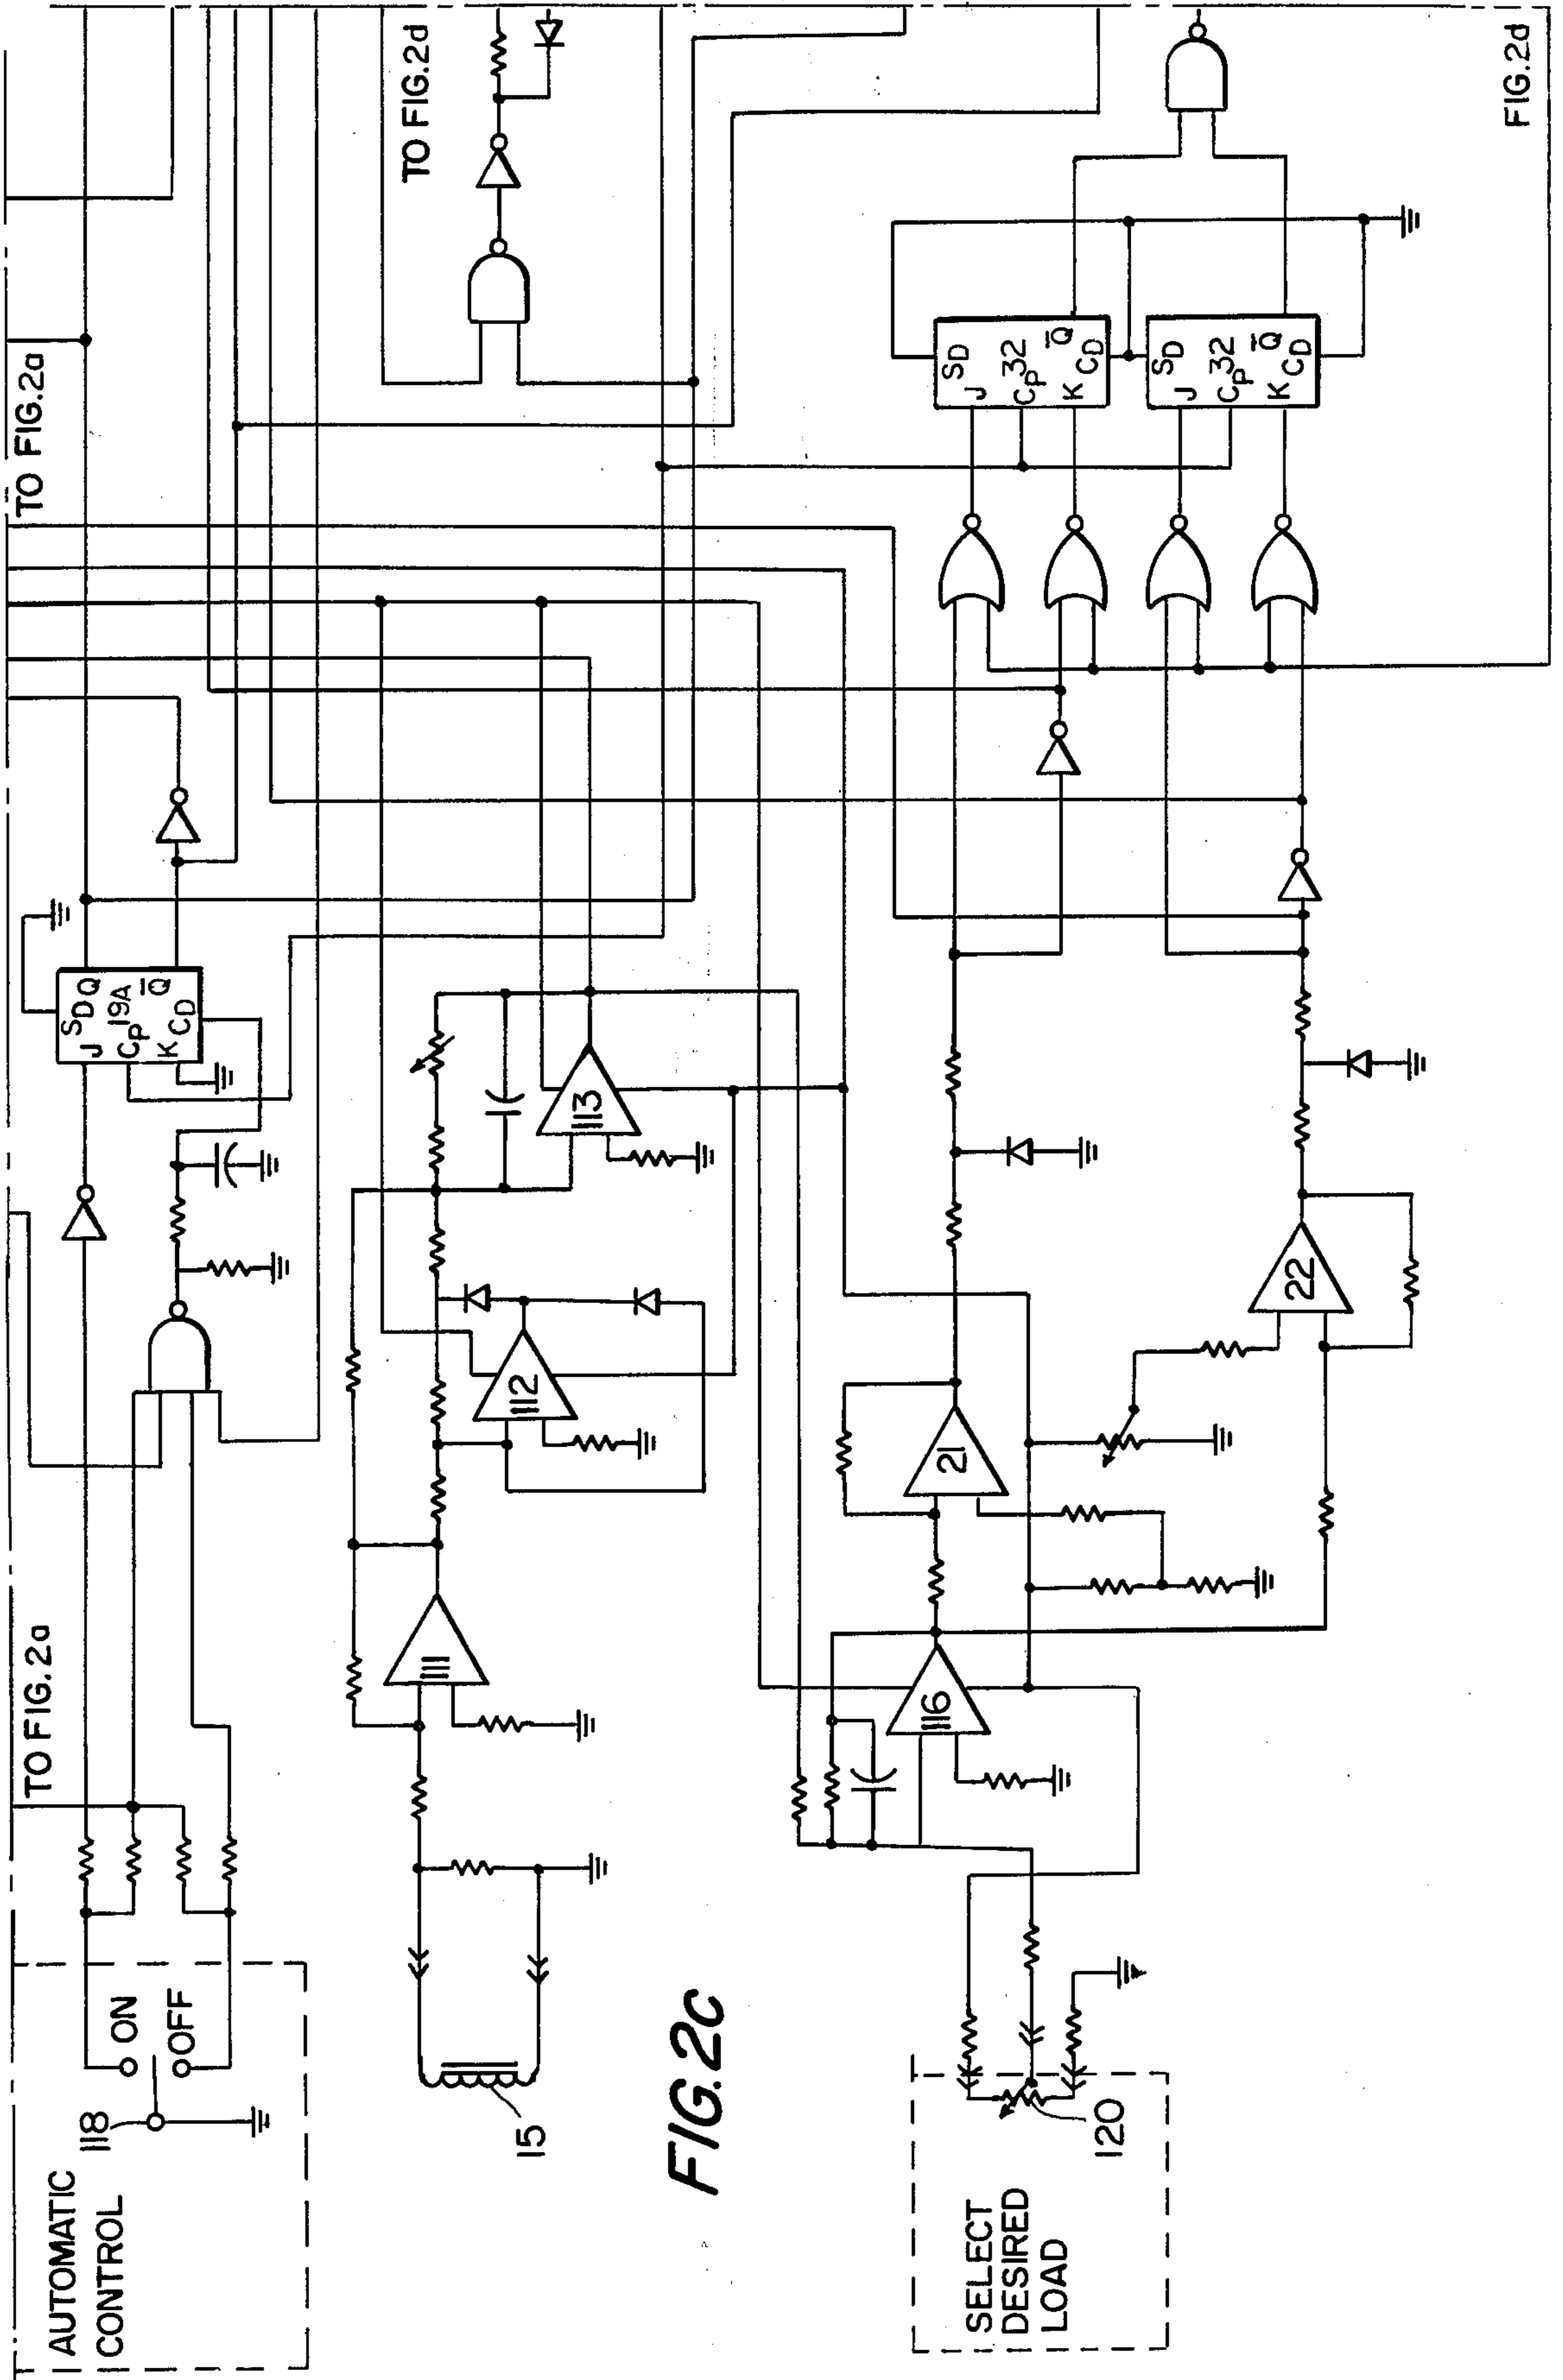 TO FIG.2a
TO FIG.2a
AUTOMATIC
CONTROL
118
ON
OFF
SD Q
J 19A
CP
K Q̅
CD
TO FIG.2d
15
111
112
113
FIG.2c
SELECT
DESIRED
LOAD
120
116
21
22
SD
J
CP 32
K Q̅
CD
SD
J
CP 32
K Q̅
CD
FIG.2d